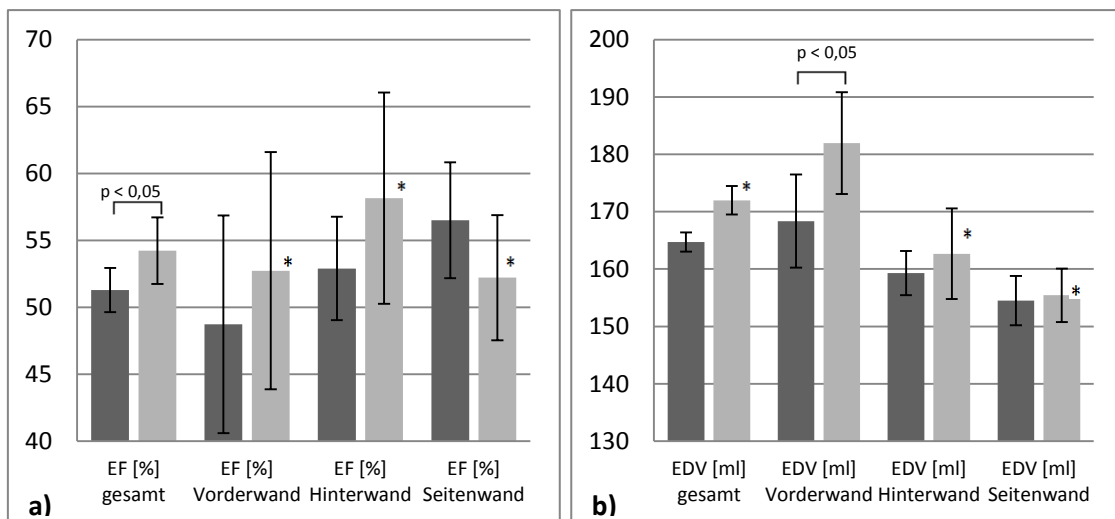 70
65
60
55
50
45
40
p < 0,05
*
*
*
EF [%]
gesamt
EF [%]
Vorderwand
EF [%]
Hinterwand
EF [%]
Seitenwand
a)
200
190
180
170
160
150
140
130
p < 0,05
*
*
*
EDV [ml]
gesamt
EDV [ml]
Vorderwand
EDV [ml]
Hinterwand
EDV [ml]
Seitenwand
b)